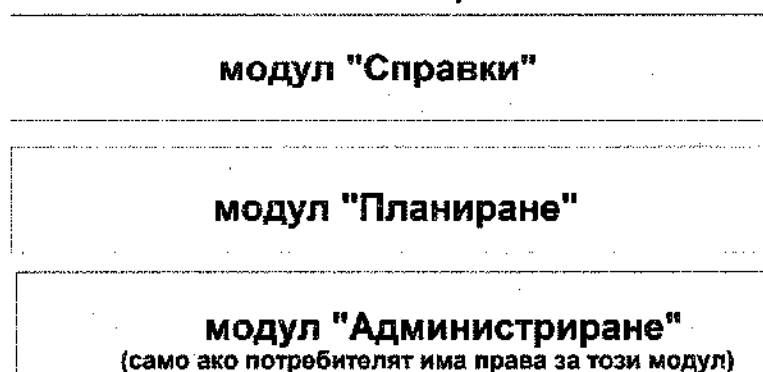 модул "Справки"
модул "Планиране"
модул "Администриране"
(само ако потребителят има права за този модул)